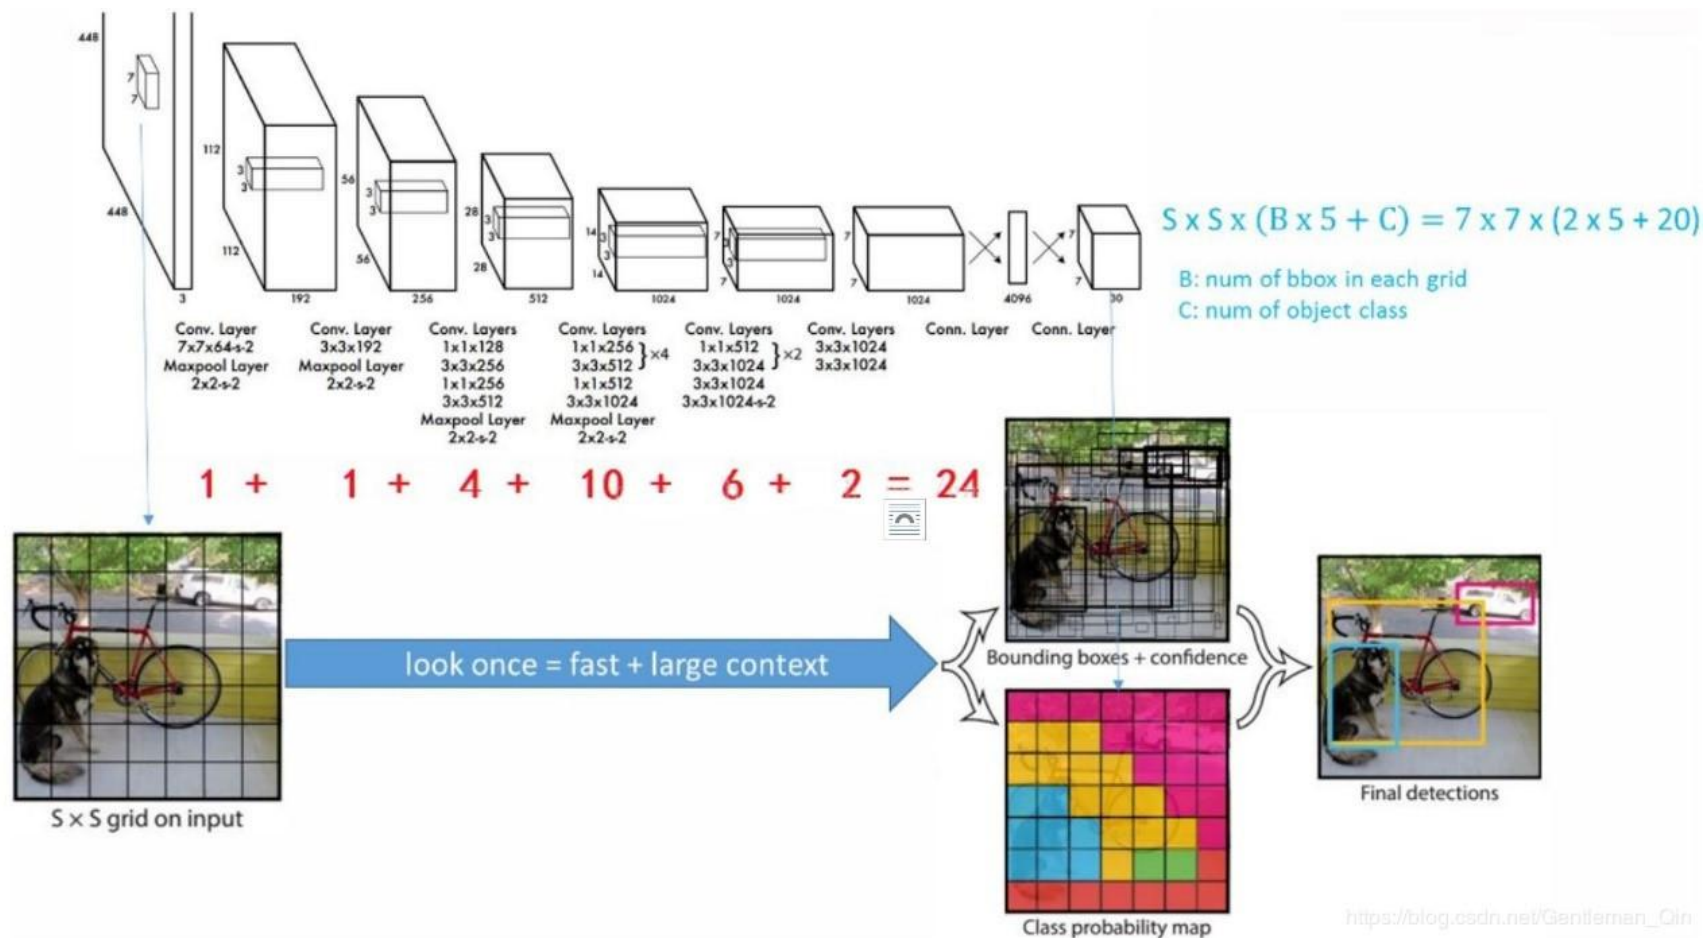 448
7
7
448
3
112
3
3
112
192
56
3
3
56
256
28
3
3
28
512
14
3
3
14
1024
7
3
3
7
1024
7
7
1024
4096
7
7
30
S x S x (B x 5 + C) = 7 x 7 x (2 x 5 + 20)
B: num of bbox in each grid
C: num of object class
Conv. Layer
7x7x64-s-2
Maxpool Layer
2x2-s-2
Conv. Layer
3x3x192
Maxpool Layer
2x2-s-2
Conv. Layers
1x1x128
3x3x256
1x1x256
3x3x512
Maxpool Layer
2x2-s-2
Conv. Layers
1x1x256
3x3x512 }×4
1x1x512
3x3x1024
Maxpool Layer
2x2-s-2
Conv. Layers
1x1x512
3x3x1024 }×2
3x3x1024
3x3x1024-s-2
Conv. Layers
3x3x1024
3x3x1024
Conn. Layer
Conn. Layer
1 + 1 + 4 + 10 + 6 + 2 = 24
look once = fast + large context
S × S grid on input
Bounding boxes + confidence
Class probability map
Final detections
https://blog.csdn.net/Gentleman_Qin